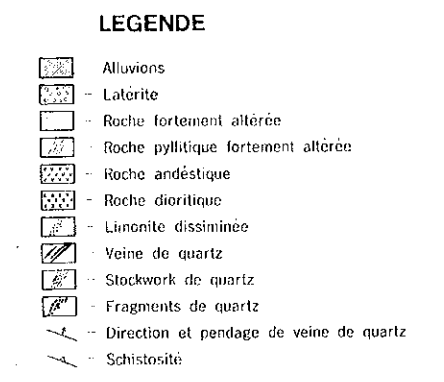 LEGENDE
Alluvions
- Latérite
- Roche fortement altérée
- Roche pyllitique fortement altérée
- Roche andéstique
- Roche dioritique
- Limonite dissiminée
- Veine de quartz
- Stockwork de quartz
- Fragments de quartz
- Direction et pendage de veine de quartz
- Schistosité